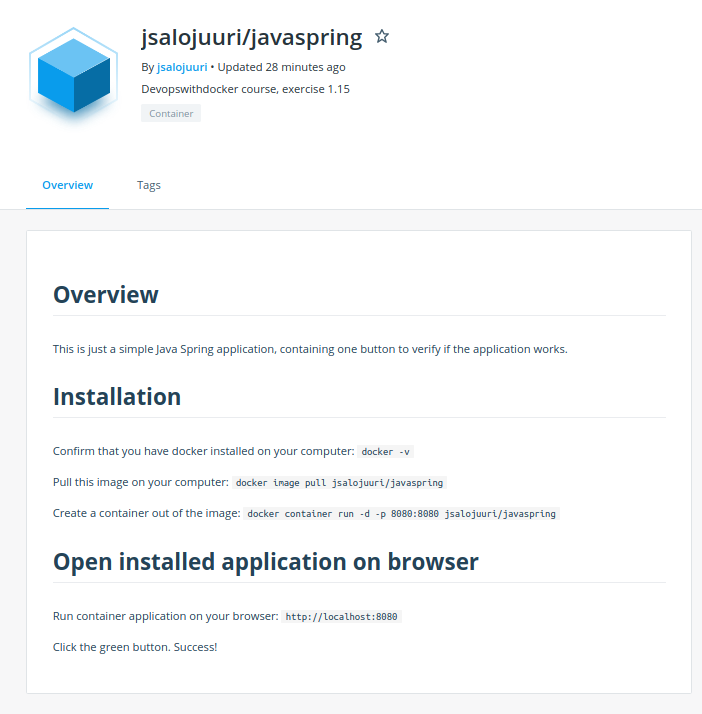 jsalojuuri/javaspring
By jsalojuuri • Updated 28 minutes ago
Devopswithdocker course, exercise 1.15
Container
Overview Tags
Overview
This is just a simple Java Spring application, containing one button to verify if the application works.
Installation
Confirm that you have docker installed on your computer: docker -v
Pull this image on your computer: docker image pull jsalojuuri/javaspring
Create a container out of the image: docker container run -d -p 8080:8080 jsalojuuri/javaspring
Open installed application on browser
Run container application on your browser: http://localhost:8080
Click the green button. Success!